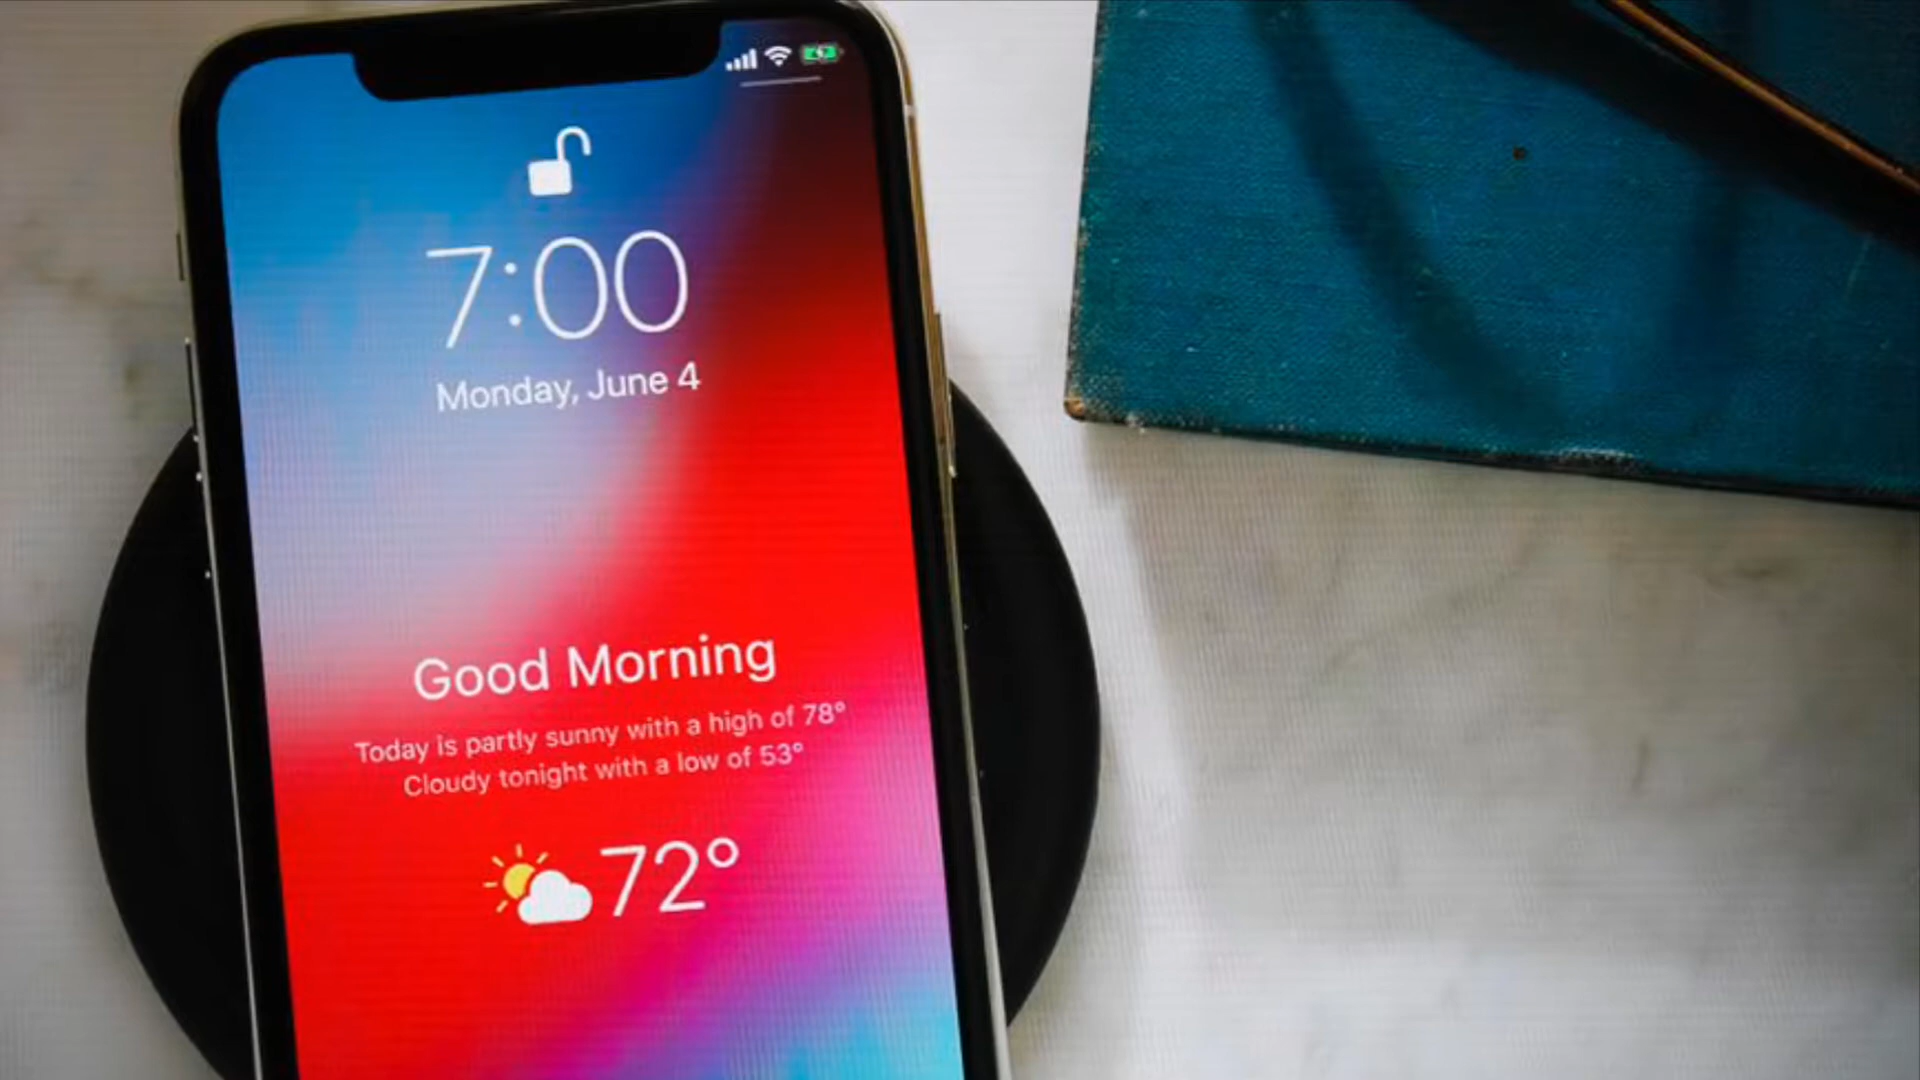 7:00
Monday, June 4
Good Morning
Today is partly sunny with a high of 78°
Cloudy tonight with a low of 53°
72°